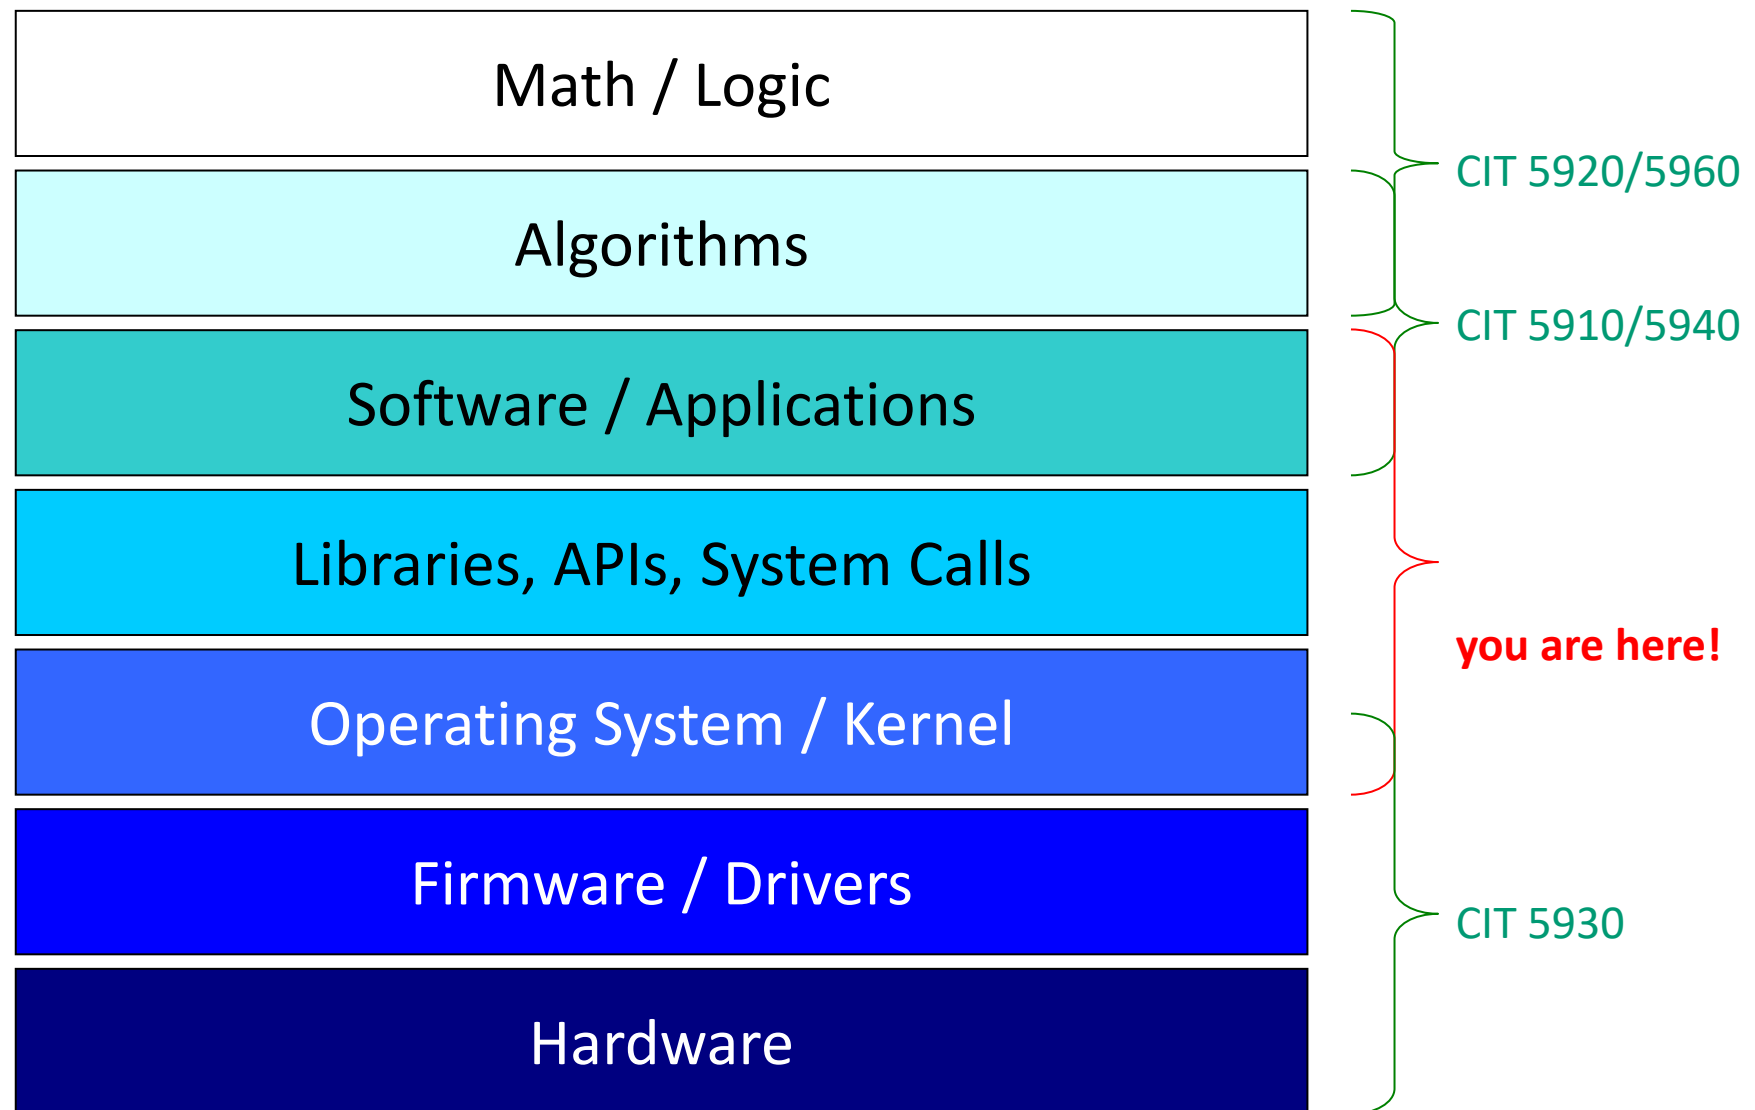 Math / Logic
CIT 5920/5960
Algorithms
CIT 5910/5940
Software / Applications
Libraries, APIs, System Calls
you are here!
Operating System / Kernel
Firmware / Drivers
CIT 5930
Hardware